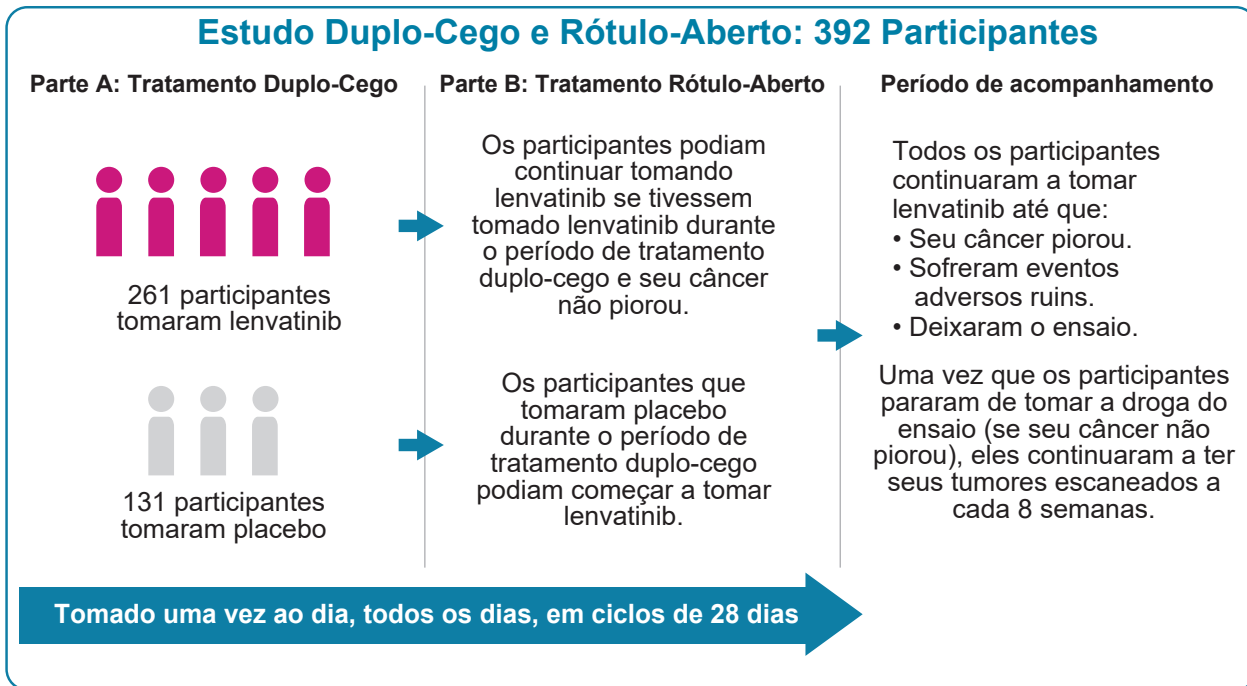 Estudo Duplo-Cego e Rótulo-Aberto: 392 Participantes
Parte A: Tratamento Duplo-Cego
261 participantes
tomaram lenvatinib
131 participantes
tomaram placebo
Parte B: Tratamento Rótulo-Aberto
Os participantes podiam
continuar tomando
lenvatinib se tivessem
tomado lenvatinib durante
o período de tratamento
duplo-cego e seu câncer
não piorou.
Os participantes que
tomaram placebo
durante o período de
tratamento duplo-cego
podiam começar a tomar
lenvatinib.
Período de acompanhamento
Todos os participantes
continuaram a tomar
lenvatinib até que:
• Seu câncer piorou.
• Sofreram eventos
adversos ruins.
• Deixaram o ensaio.
Uma vez que os participantes
pararam de tomar a droga do
ensaio (se seu câncer não
piorou), eles continuaram a ter
seus tumores escaneados a
cada 8 semanas.
Tomado uma vez ao dia, todos os dias, em ciclos de 28 dias